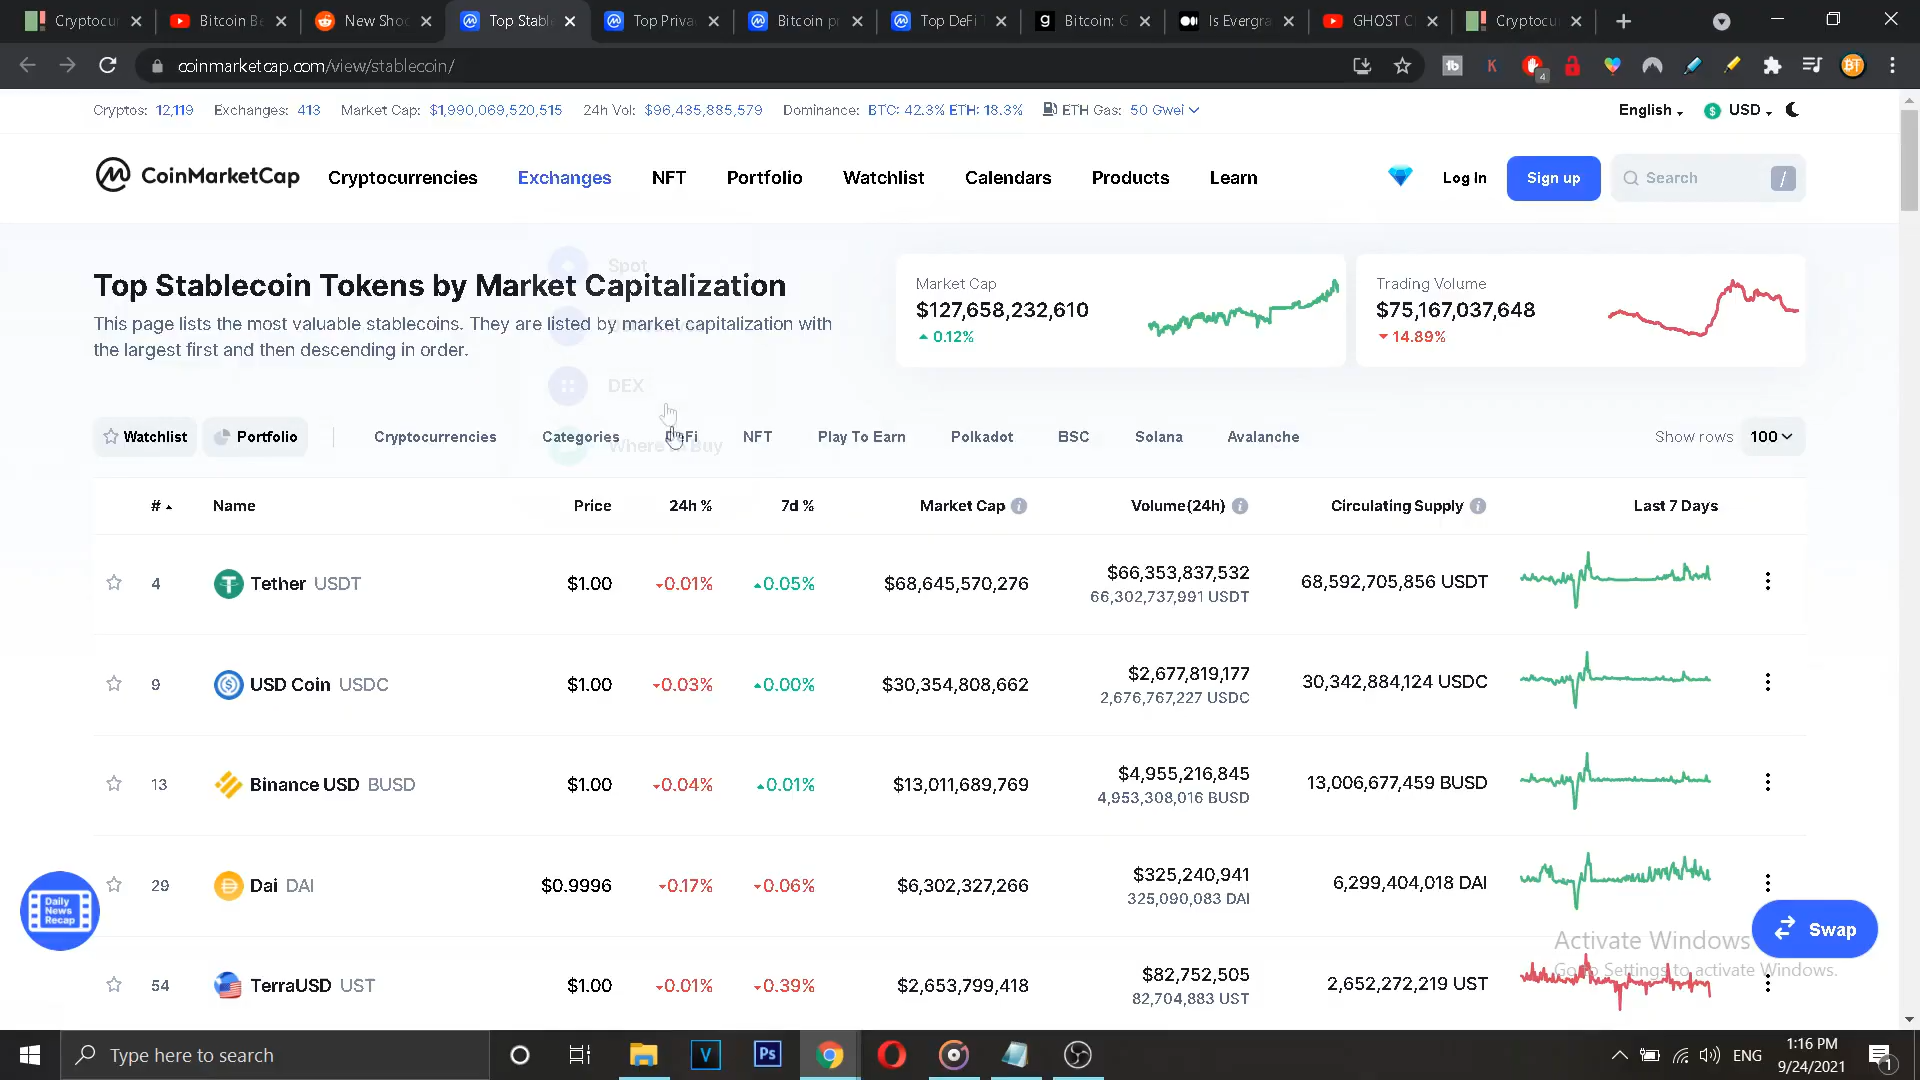 Cryptocu
Bitcoin Be
New Shoc
Top Stabl
Top Priva
Bitcoin p
Top DeFi T
Bitcoin: G
Is Evergra
GHOST C
Cryptocu
coinmarketcap.com/view/stablecoin/
4
Cryptos: 12,119 Exchanges: 413 Market Cap: $1,990,069,520,515 24h Vol: $96,435,885,579 Dominance: BTC: 42.3% ETH: 18.3% ETH Gas: 50 Gwei
English USD
CoinMarketCap Cryptocurrencies Exchanges NFT Portfolio Watchlist Calendars Products Learn Log In Sign up Search /
Spot
Top Stablecoin Tokens by Market Capitalization
This page lists the most valuable stablecoins. They are listed by market capitalization with
the largest first and then descending in order.
Market Cap
$127,658,232,610
0.12%
Trading Volume
$75,167,037,648
14.89%
DEX
Where to Buy
Watchlist Portfolio Cryptocurrencies Categories DeFi NFT Play To Earn Polkadot BSC Solana Avalanche Show rows 100
# Name Price 24h % 7d % Market Cap Volume(24h) Circulating Supply Last 7 Days
4 Tether USDT $1.00 0.01% 0.05% $68,645,570,276 $66,353,837,532 68,592,705,856 USDT
66,302,737,991 USDT
9 USD Coin USDC $1.00 0.03% 0.00% $30,354,808,662 $2,677,819,177 30,342,884,124 USDC
2,676,767,227 USDC
13 Binance USD BUSD $1.00 0.04% 0.01% $13,011,689,769 $4,955,216,845 13,006,677,459 BUSD
4,953,308,016 BUSD
29 Dai DAI $0.9996 0.17% 0.06% $6,302,327,266 $325,240,941 6,299,404,018 DAI
325,090,083 DAI
54 TerraUSD UST $1.00 0.01% 0.39% $2,653,799,418 $82,752,505 2,652,272,219 UST
82,704,883 UST
Daily
News
Recap
Swap
Activate Windows
Go to Settings to activate Windows.
Type here to search
ENG
1:16 PM
9/24/2021
1